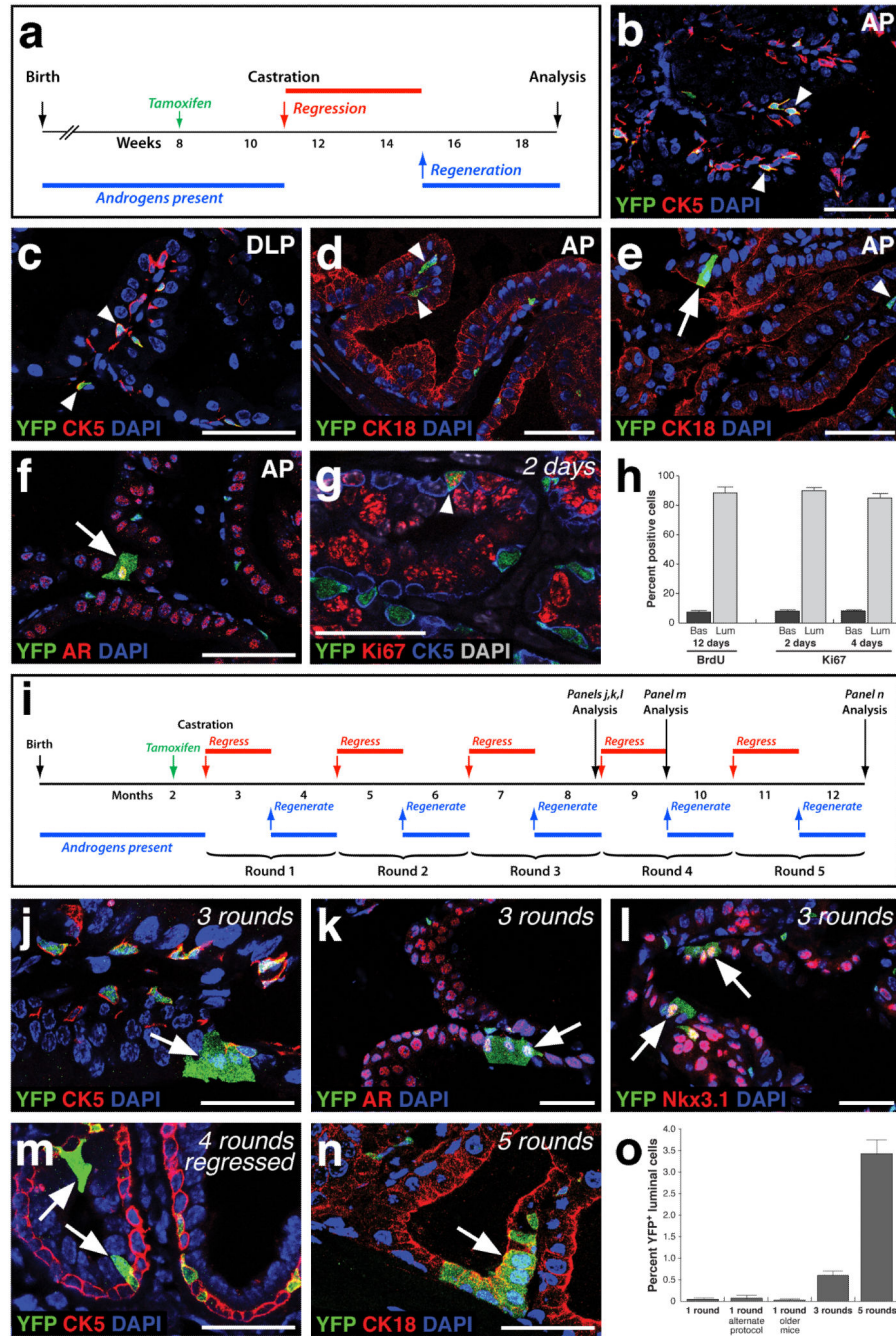 a
Birth
Castration
Analysis
Tamoxifen
Regression
Weeks 8 10 12 14 16 18
Androgens present
Regeneration
b AP
YFP CK5 DAPI
c DLP
YFP CK5 DAPI
d AP
YFP CK18 DAPI
e AP
YFP CK18 DAPI
f AP
YFP AR DAPI
g 2 days
YFP Ki67 CK5 DAPI
h
Percent positive cells
100
80
60
40
20
0
Bas Lum Bas Lum Bas Lum
12 days 2 days 4 days
BrdU Ki67
i
Panels j,k,l Analysis
Panel m Analysis
Panel n Analysis
Birth
Castration
Tamoxifen
Regress Regress Regress Regress Regress
Months 2 3 4 5 6 7 8 9 10 11 12
Regenerate Regenerate Regenerate Regenerate Regenerate
Androgens present
Round 1 Round 2 Round 3 Round 4 Round 5
j 3 rounds
YFP CK5 DAPI
k 3 rounds
YFP AR DAPI
l 3 rounds
YFP Nkx3.1 DAPI
m 4 rounds
regressed
YFP CK5 DAPI
n 5 rounds
YFP CK18 DAPI
o
Percent YFP+ luminal cells
4.0
3.5
3.0
2.5
2.0
1.5
1.0
0.5
0
1 round
1 round alternate protocol
1 round older mice
3 rounds
5 rounds